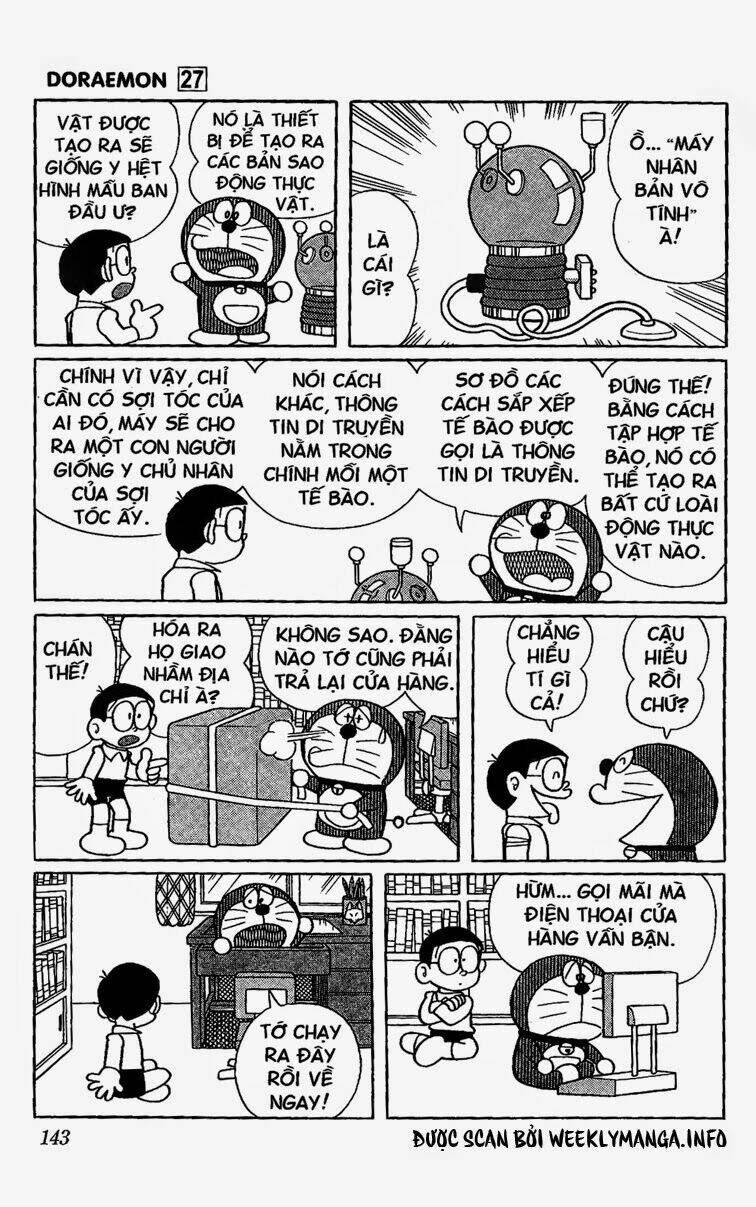 DORAEMON 27
Ồ... "MÁY
NHÂN
BẢN VÔ
TÍNH"
À!
LÀ
CÁI
GÌ?
NÓ LÀ THIẾT
BỊ ĐỂ TẠO RA
CÁC BẢN SAO
ĐỘNG THỰC
VẬT.
VẬT ĐƯỢC
TẠO RA SẼ
GIỐNG Y HỆT
HÌNH MẪU BAN
ĐẦU Ư?
ĐÚNG THẾ!
BẰNG CÁCH
TẬP HỢP TẾ
BÀO, NÓ CÓ
THỂ TẠO RA
BẤT CỨ LOÀI
ĐỘNG THỰC
VẬT NÀO.
SƠ ĐỒ CÁC
CÁCH SẮP XẾP
TẾ BÀO ĐƯỢC
GỌI LÀ THÔNG
TIN DI TRUYỀN.
NÓI CÁCH
KHÁC, THÔNG
TIN DI TRUYỀN
NẰM TRONG
CHÍNH MỖI MỘT
TẾ BÀO.
CHÍNH VÌ VẬY, CHỈ
CẦN CÓ SỢI TÓC CỦA
AI ĐÓ, MÁY SẼ CHO
RA MỘT CON NGƯỜI
GIỐNG Y CHỦ NHÂN
CỦA SỢI
TÓC ẤY.
CẬU
HIỂU
RỒI
CHỨ?
CHẲNG
HIỂU
TÍ GÌ
CẢ!
KHÔNG SAO. ĐẰNG
NÀO TỚ CŨNG PHẢI
TRẢ LẠI CỬA HÀNG.
HÓA RA
HỌ GIAO
NHẦM ĐỊA
CHỈ À?
CHÁN
THẾ!
HỪM... GỌI MÃI MÀ
ĐIỆN THOẠI CỬA
HÀNG VẪN BẬN.
TỚ CHẠY
RA ĐÂY
RỒI VỀ
NGAY!
143
ĐƯỢC SCAN BỞI WEEKLYMANGA.INFO